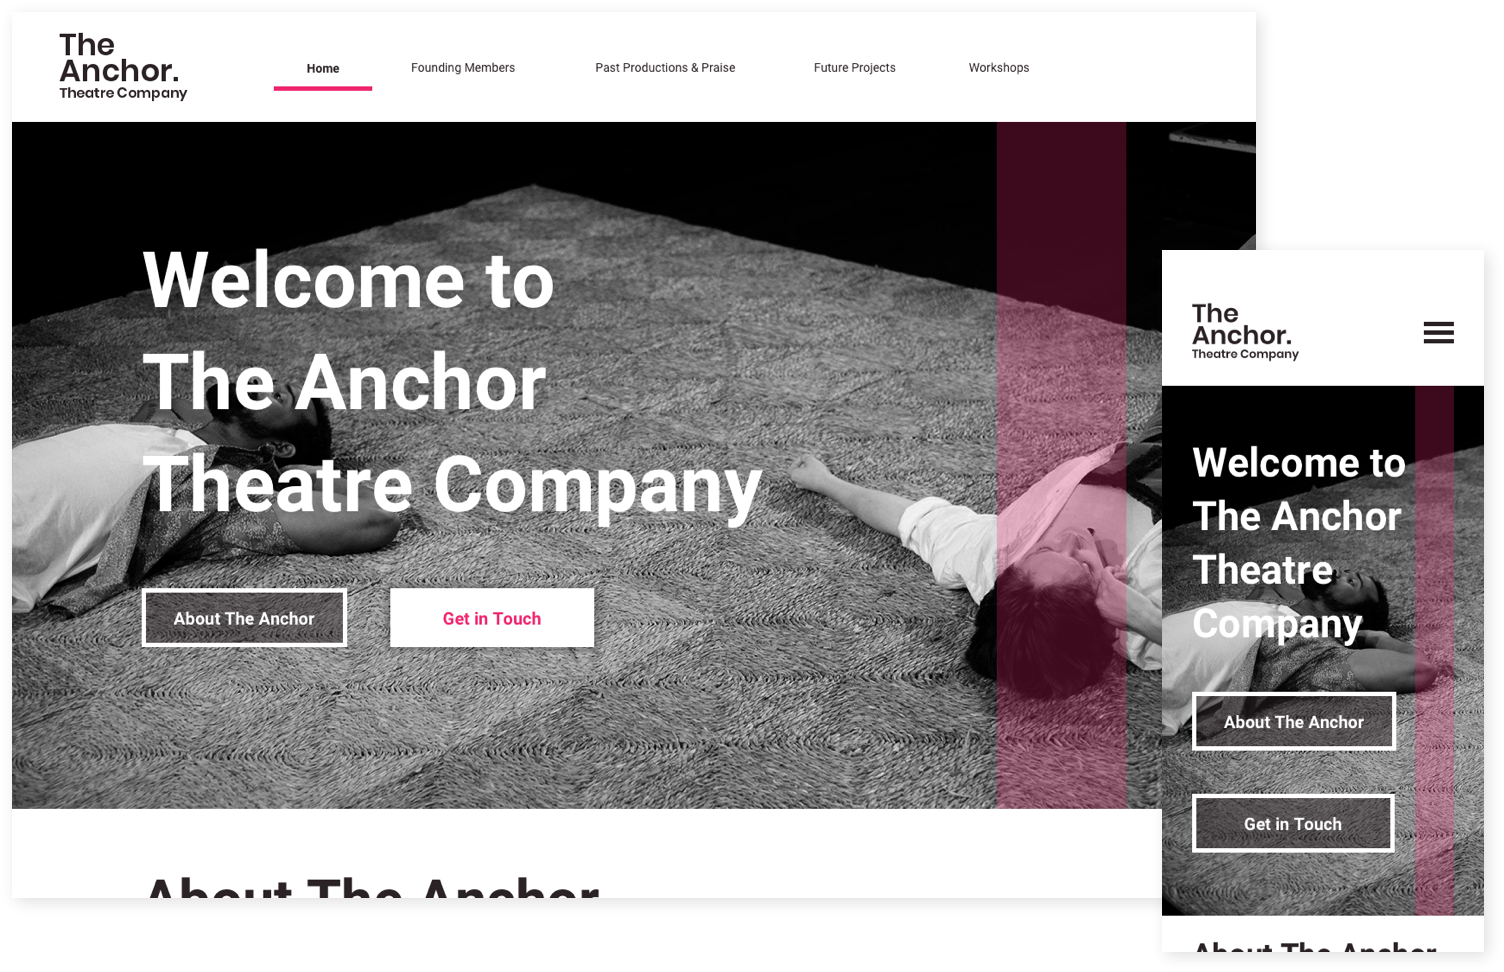 The
Anchor.
Theatre Company
Home
Founding Members
Past Productions & Praise
Future Projects
Workshops
Welcome to
The Anchor
Theatre Company
About The Anchor
Get in Touch
About The Anchor
The
Anchor.
Theatre Company
Welcome to
The Anchor
Theatre
Company
About The Anchor
Get in Touch
About The Anchor